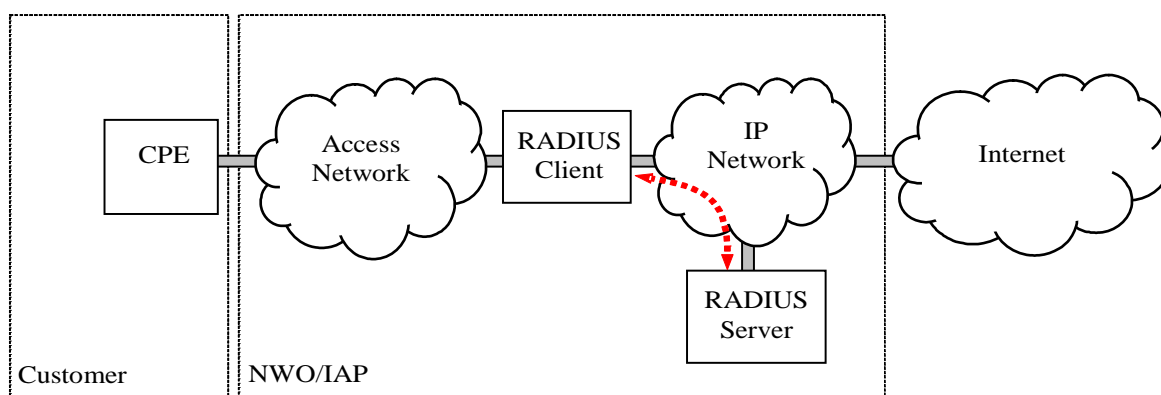 CPE
Access
Network
RADIUS
Client
IP
Network
Internet
RADIUS
Server
Customer
NWO/IAP